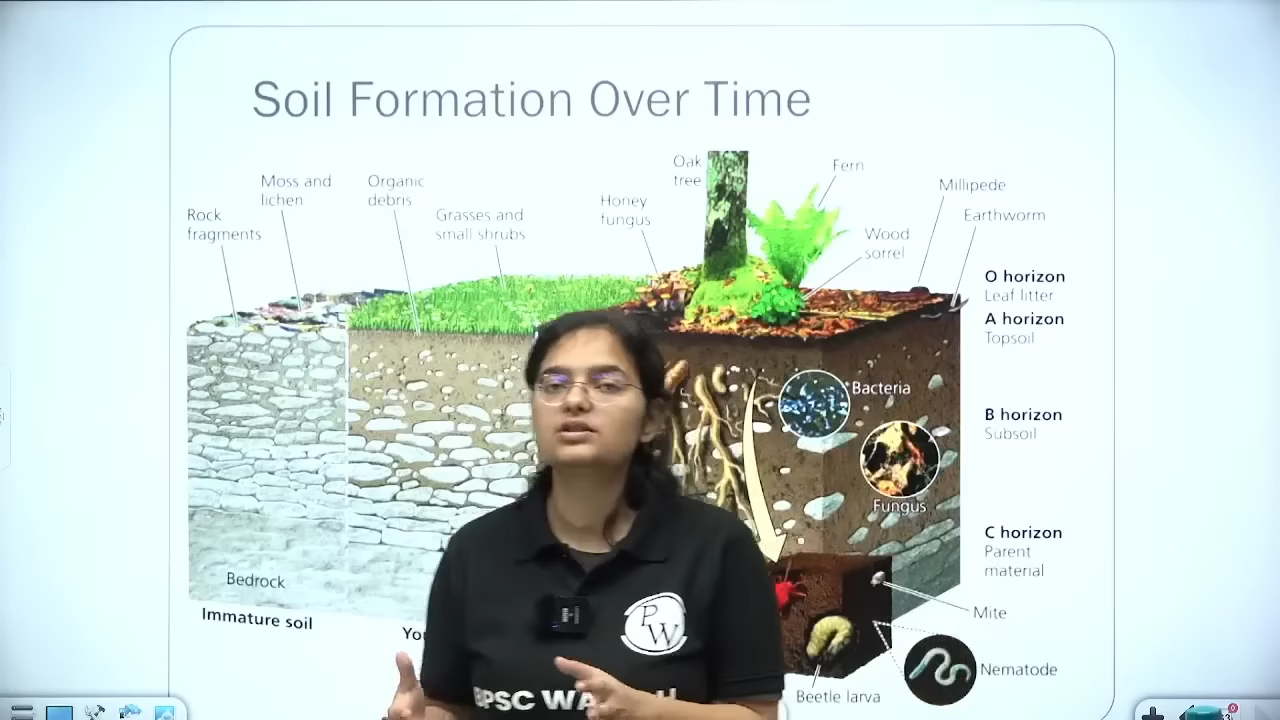 Soil Formation Over Time
Oak
tree
Fern
Moss and
lichen
Organic
debris
Millipede
Rock
fragments
Grasses and
small shrubs
Honey
fungus
Earthworm
Wood
sorrel
O horizon
Leaf litter
A horizon
Topsoil
Bacteria
B horizon
Subsoil
Fungus
C horizon
Parent
material
Bedrock
Mite
Immature soil
Nematode
Beetle larva
PW